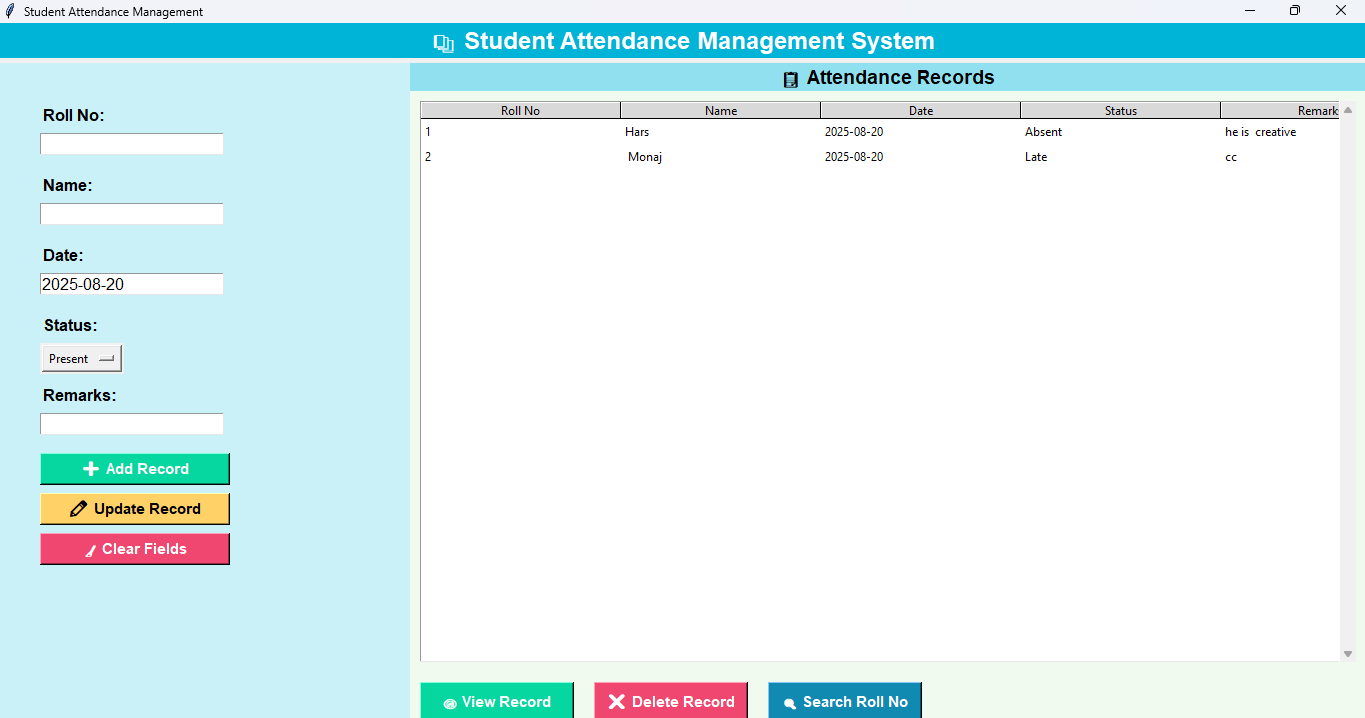 Student Attendance Management
Student Attendance Management System
Roll No:
Name:
Date:
2025-08-20
Status:
Present
Remarks:
Add Record
Update Record
Clear Fields
Attendance Records
Roll No Name Date Status Remark
1 Hars 2025-08-20 Absent he is creative
2 Monaj 2025-08-20 Late cc
View Record Delete Record Search Roll No